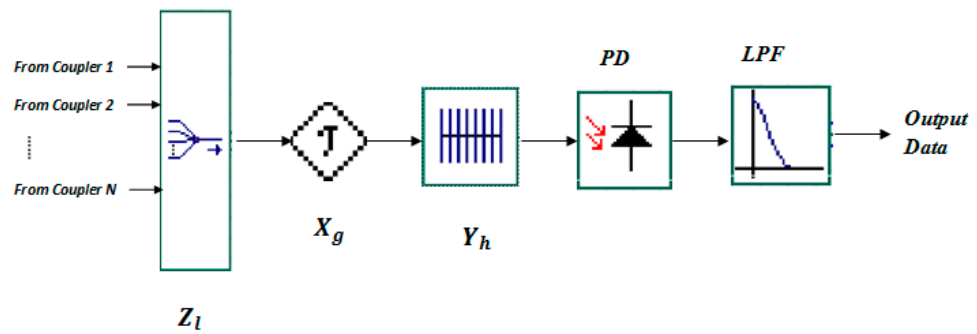 From Coupler 1
From Coupler 2
From Coupler N
τ
PD
LPF
Output
Data
X_g
Y_h
Z_l